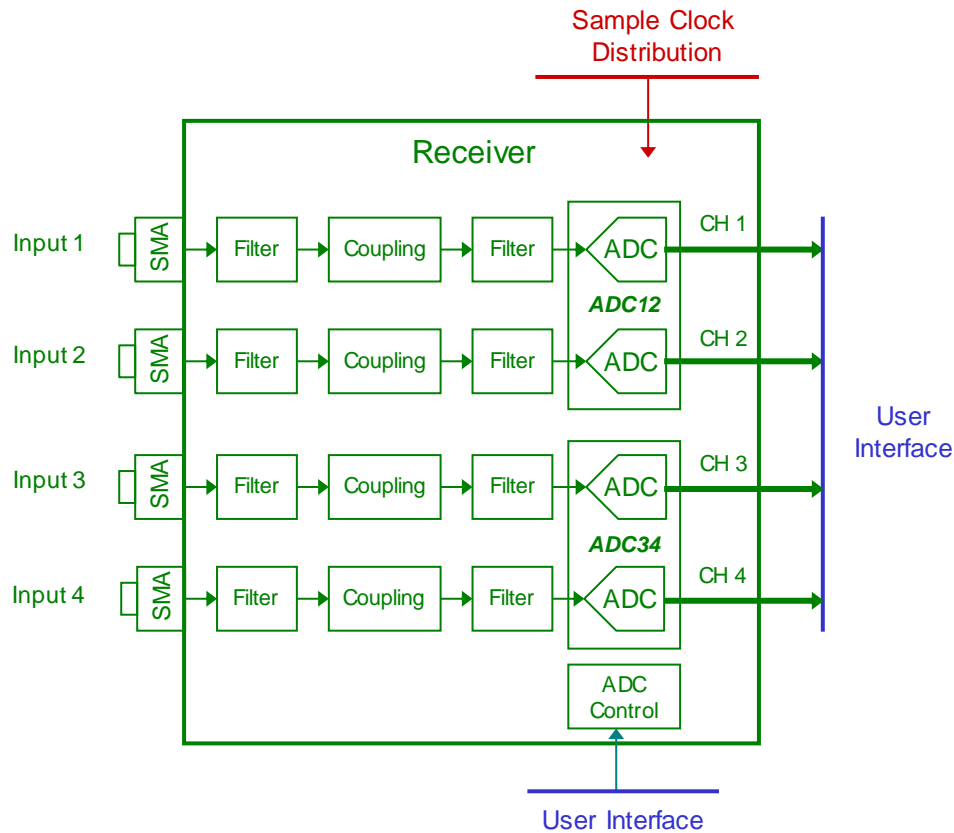 Sample Clock
Distribution
Receiver
Input 1
SMA
Filter
Coupling
Filter
ADC
CH 1
ADC12
Input 2
SMA
Filter
Coupling
Filter
ADC
CH 2
User
Interface
Input 3
SMA
Filter
Coupling
Filter
ADC
CH 3
ADC34
Input 4
SMA
Filter
Coupling
Filter
ADC
CH 4
ADC
Control
User Interface